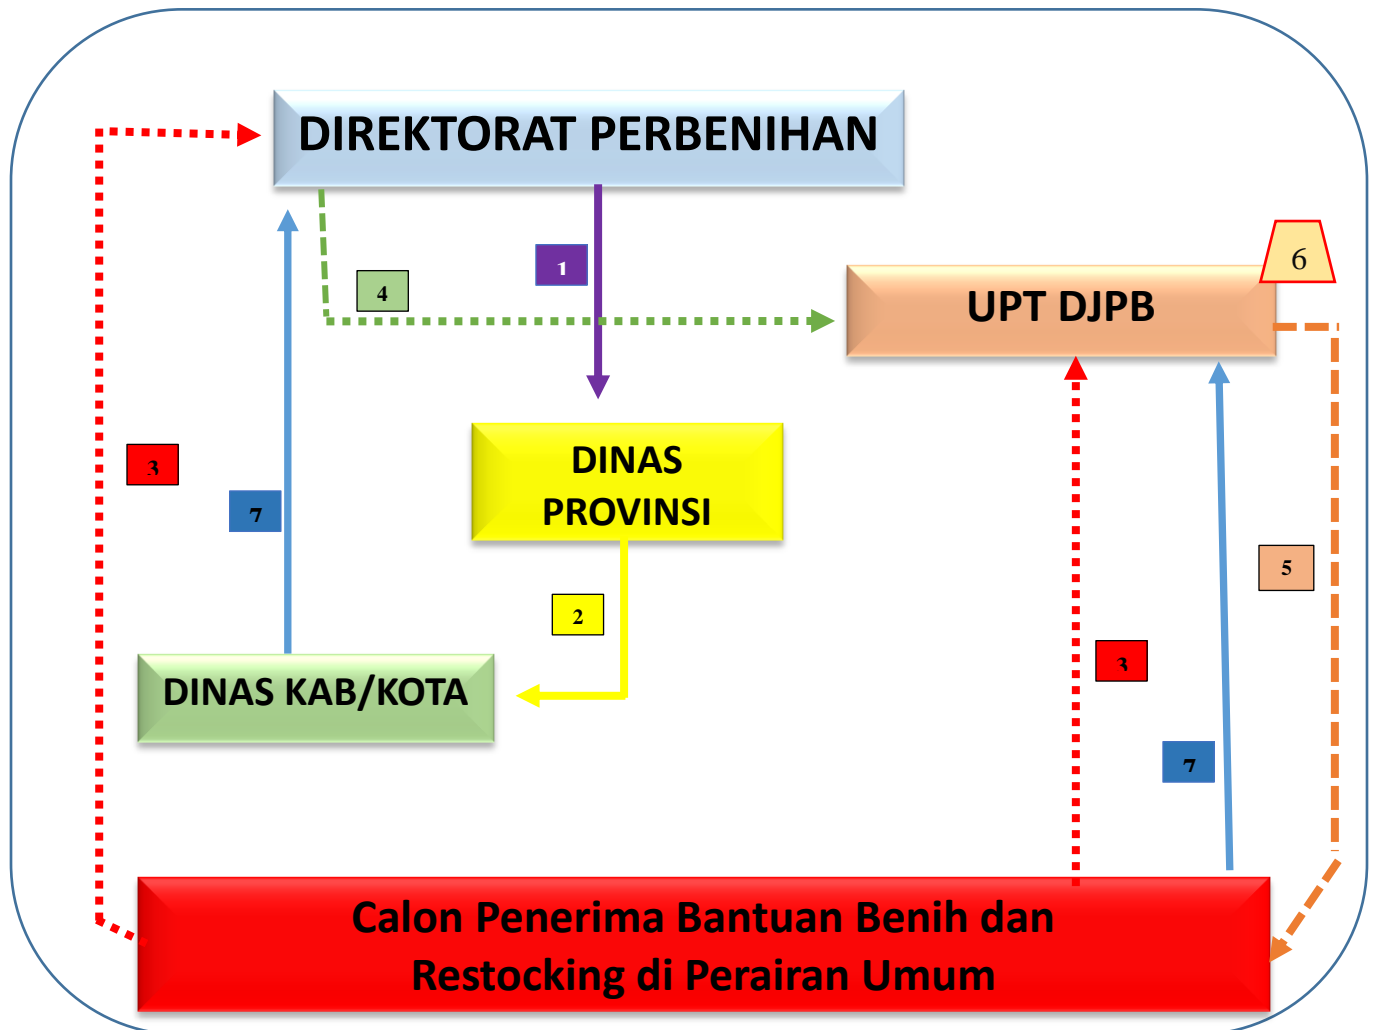 DIREKTORAT PERBENIHAN
6
1
4
UPT DJPB
3
DINAS
PROVINSI
7
5
2
3
DINAS KAB/KOTA
7
Calon Penerima Bantuan Benih dan
Restocking di Perairan Umum